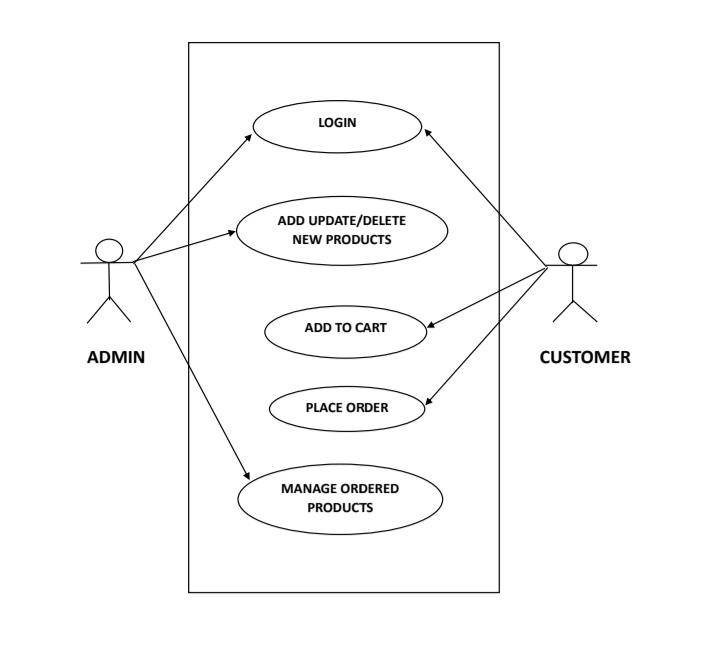 LOGIN
ADD UPDATE/DELETE
NEW PRODUCTS
ADD TO CART
ADMIN
CUSTOMER
PLACE ORDER
MANAGE ORDERED
PRODUCTS